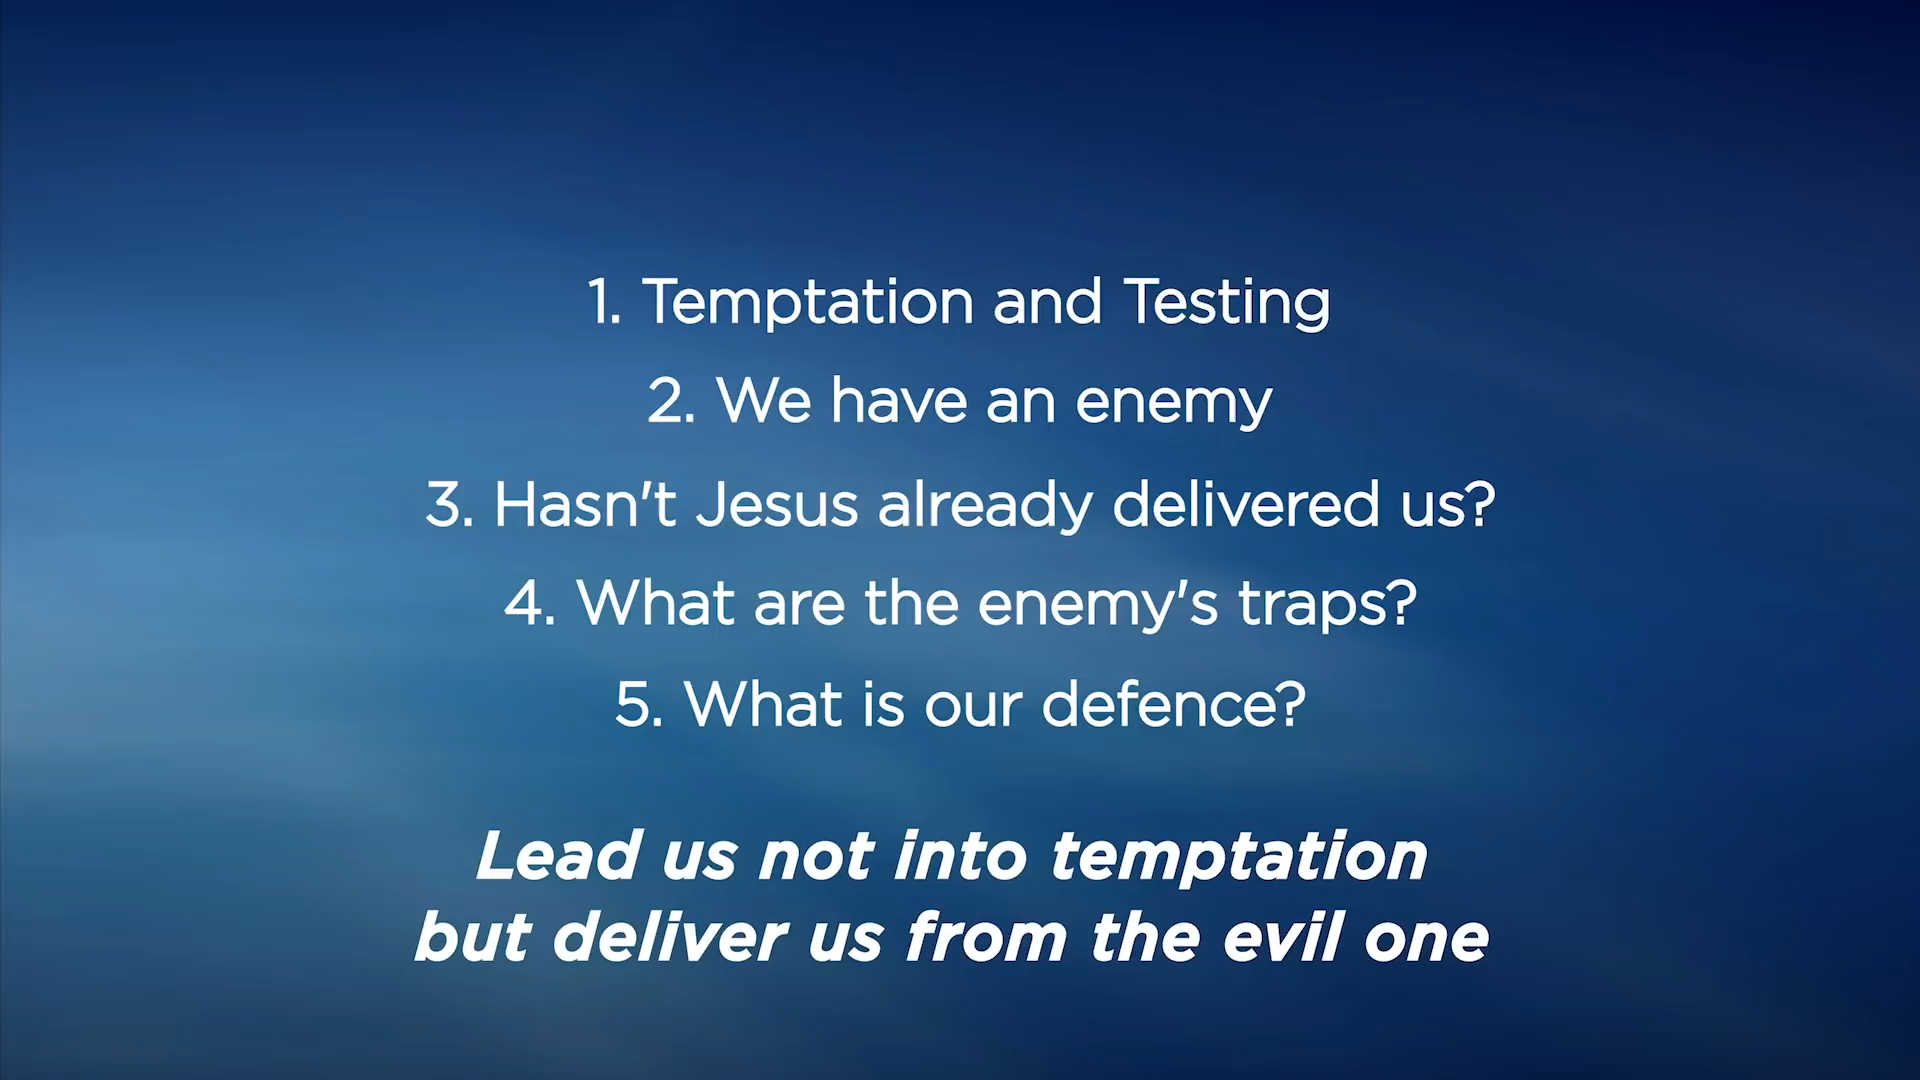 1. Temptation and Testing
2. We have an enemy
3. Hasn't Jesus already delivered us?
4. What are the enemy's traps?
5. What is our defence?
Lead us not into temptation
but deliver us from the evil one